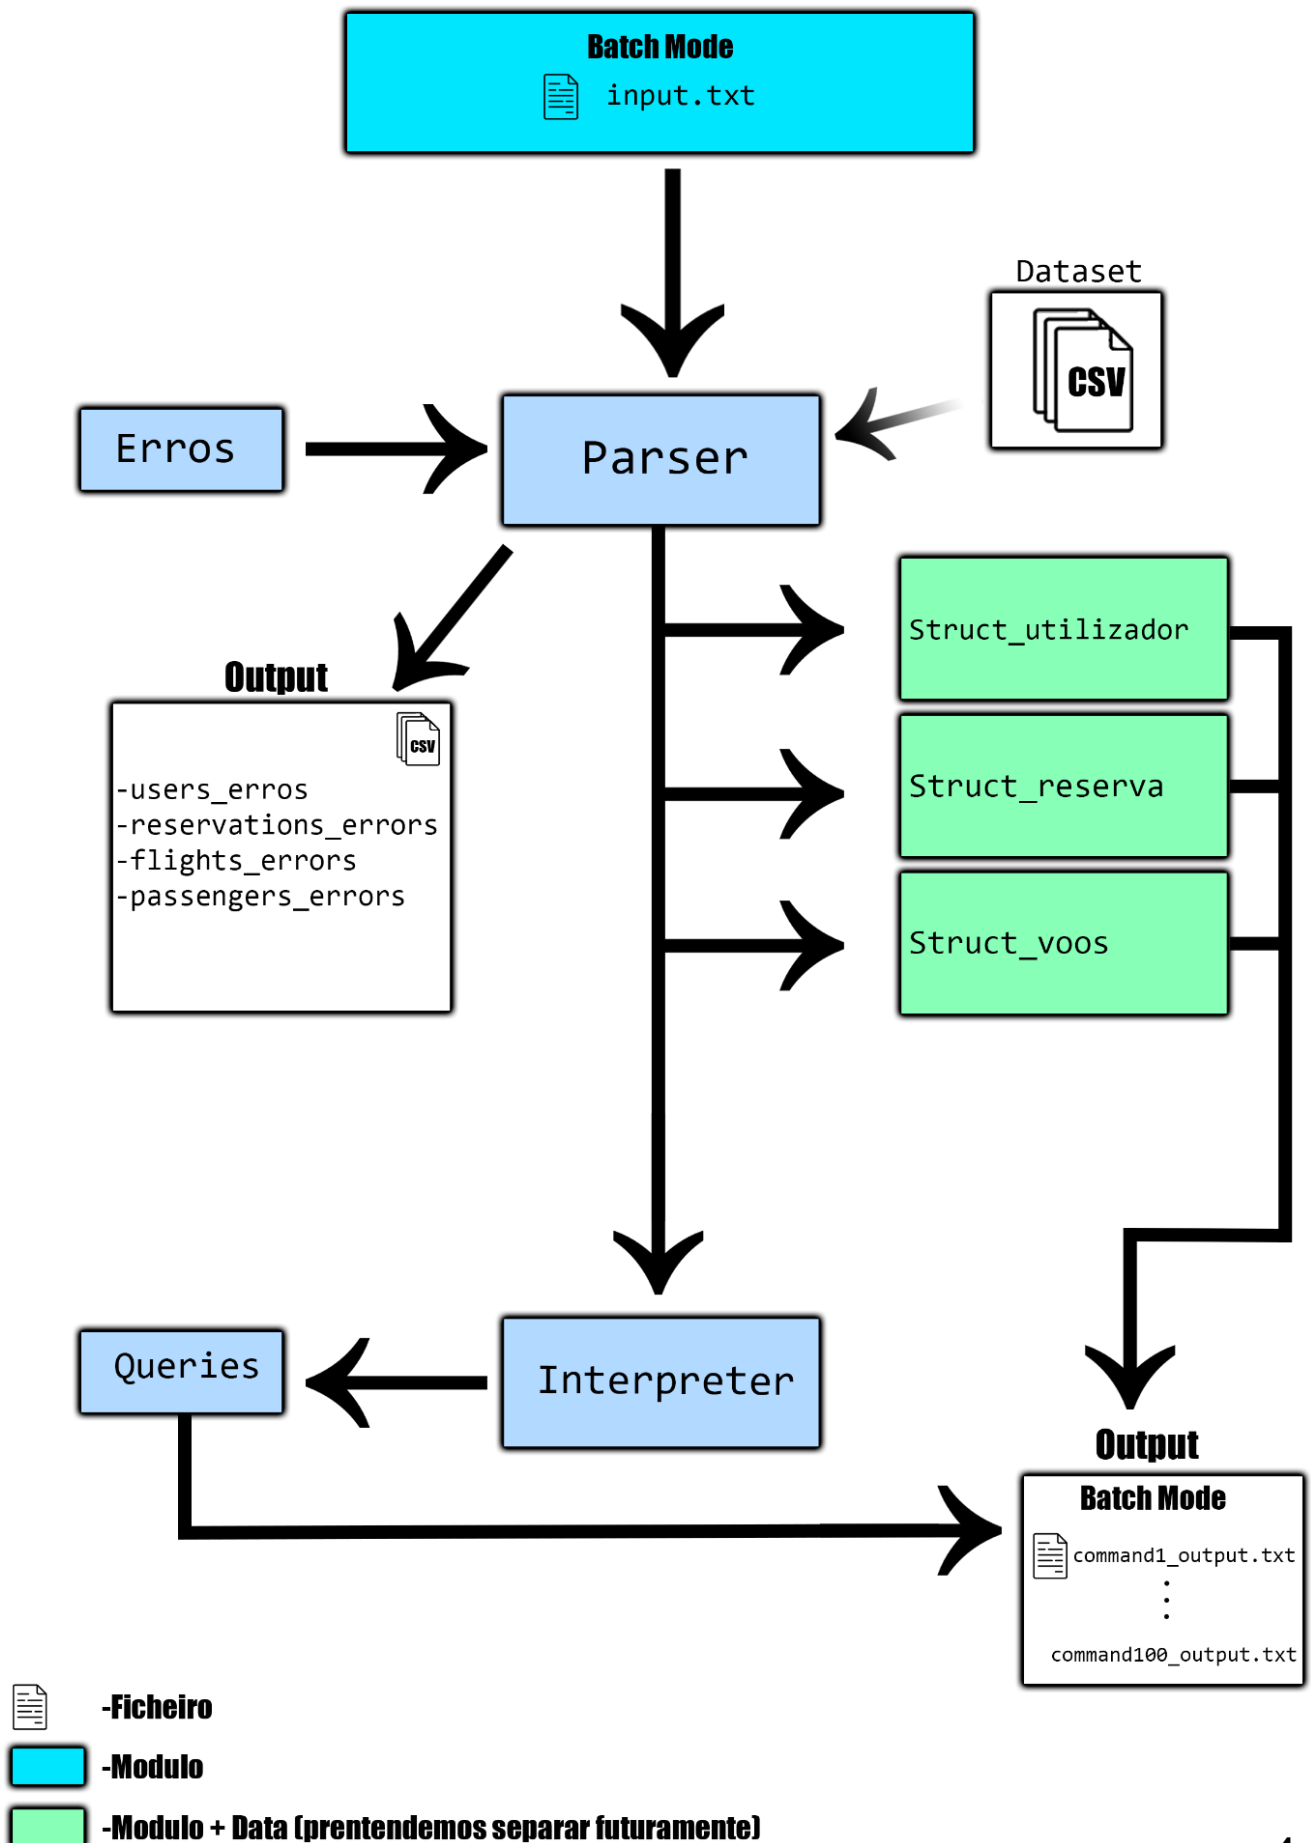 Batch Mode
input.txt
Dataset
CSV
Erros
Parser
Struct_utilizador
Output
CSV
-users_erros
-reservations_errors
-flights_errors
-passengers_errors
Struct_reserva
Struct_voos
Queries
Interpreter
Output
Batch Mode
command1_output.txt
command100_output.txt
-Ficheiro
-Modulo
-Modulo + Data (prentendemos separar futuramente)